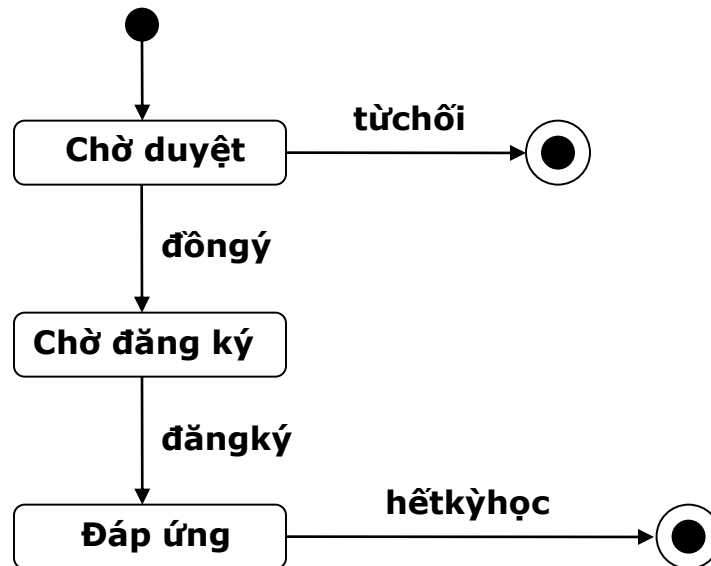 từchối
Chờ duyệt
đồngý
Chờ đăng ký
đăngký
hếtkỳhọc
Đáp ứng